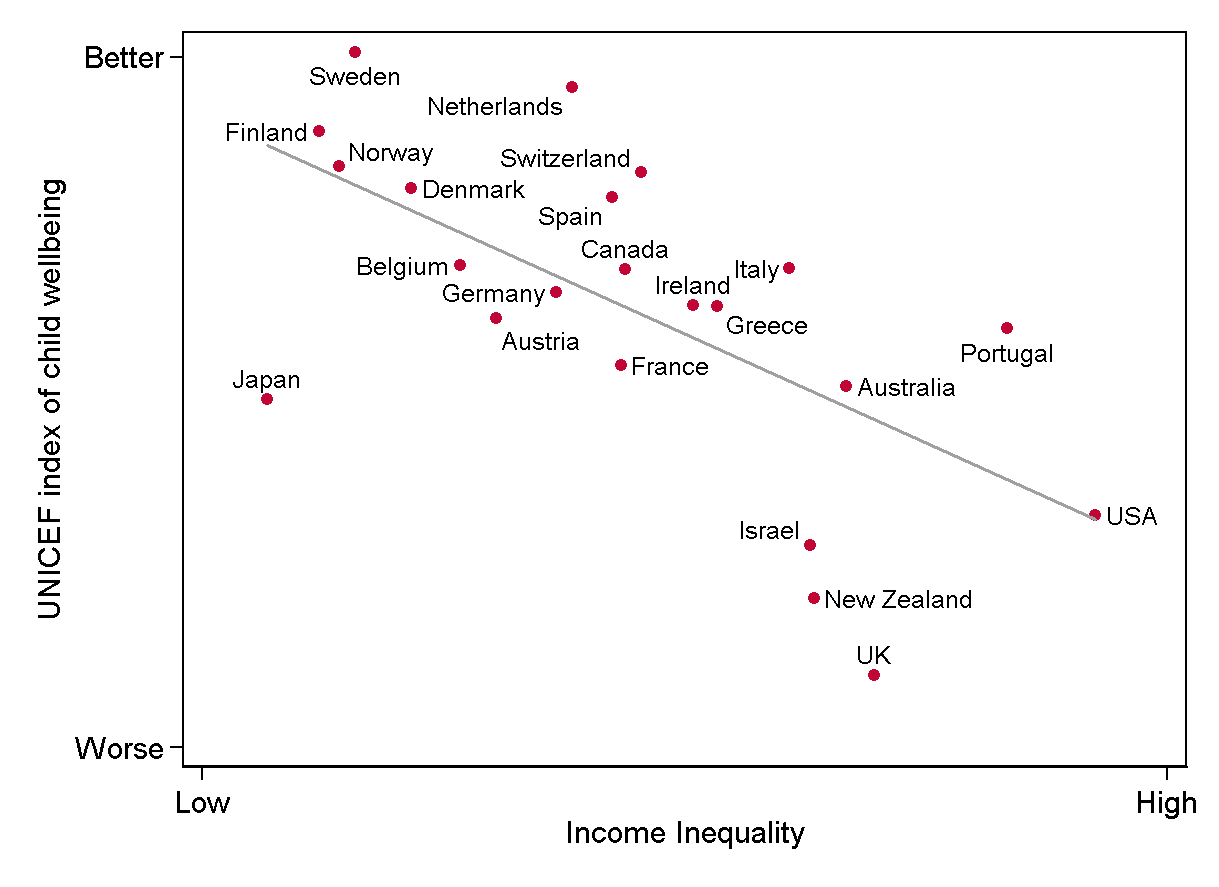 Better
Sweden
Netherlands
Finland
Norway
Switzerland
Denmark
Spain
Canada
Belgium
Italy
Germany
Ireland
Greece
Austria
Portugal
France
Japan
Australia
USA
Israel
New Zealand
UK
Worse
UNICEF index of child wellbeing
Low
High
Income Inequality